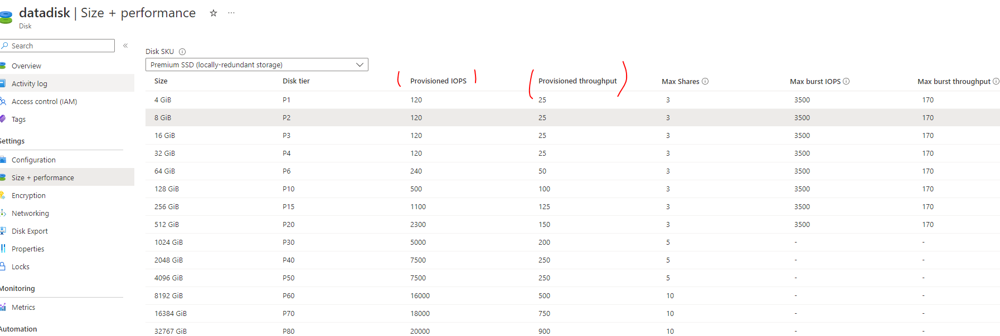 datadisk | Size + performance
Disk
Search
Overview
Activity log
Access control (IAM)
Tags
Settings
Configuration
Size + performance
Encryption
Networking
Disk Export
Properties
Locks
Monitoring
Metrics
Automation
Disk SKU
Premium SSD (locally-redundant storage)
Size Disk tier Provisioned IOPS Provisioned throughput Max Shares Max burst IOPS Max burst throughput
4 GiB P1 120 25 3 3500 170
8 GiB P2 120 25 3 3500 170
16 GiB P3 120 25 3 3500 170
32 GiB P4 120 25 3 3500 170
64 GiB P6 240 50 3 3500 170
128 GiB P10 500 100 3 3500 170
256 GiB P15 1100 125 3 3500 170
512 GiB P20 2300 150 3 3500 170
1024 GiB P30 5000 200 5 - -
2048 GiB P40 7500 250 5 - -
4096 GiB P50 7500 250 5 - -
8192 GiB P60 16000 500 10 - -
16384 GiB P70 18000 750 10 - -
32767 GiB P80 20000 900 10 - -